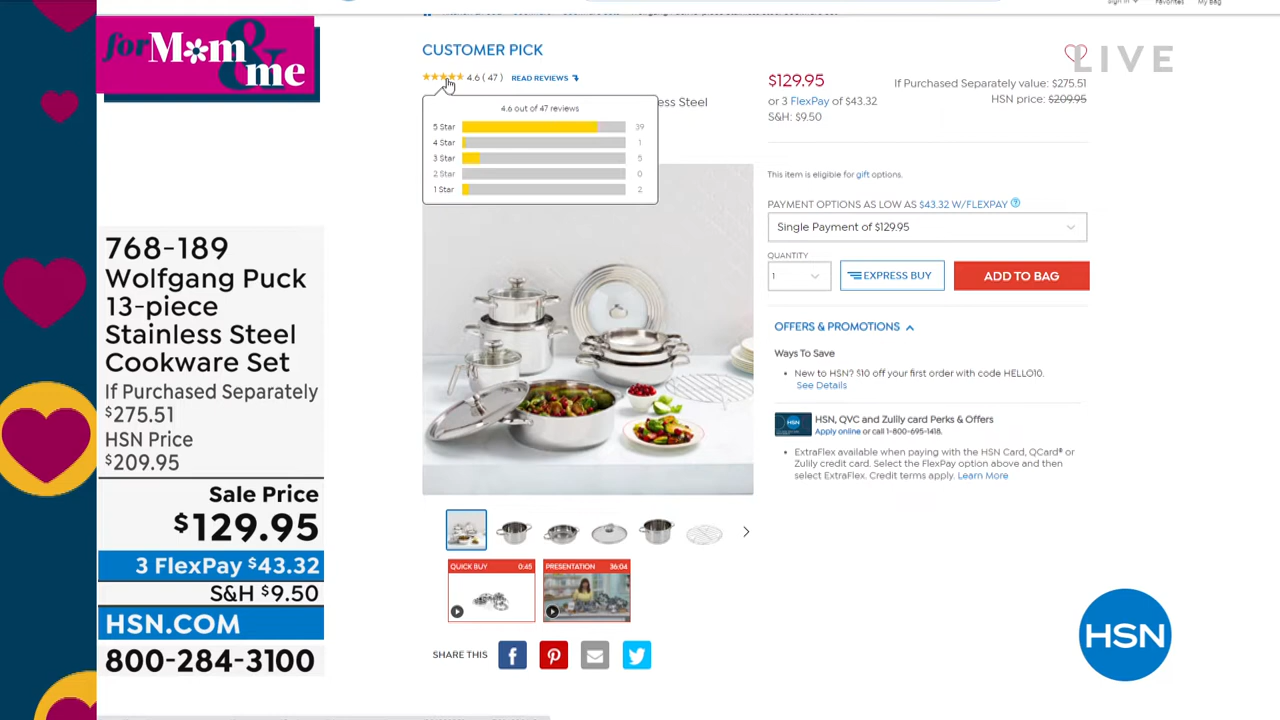 Sign In
Favorites
My Bag
for Mom & me
LIVE
CUSTOMER PICK
4.6 ( 47 ) READ REVIEWS
ess Steel
4.6 out of 47 reviews
5 Star 39
4 Star 1
3 Star 5
2 Star 0
1 Star 2
$129.95
or 3 FlexPay of $43.32
S&H: $9.50
If Purchased Separately value: $275.51
HSN price: $209.95
This item is eligible for gift options.
PAYMENT OPTIONS AS LOW AS $43.32 W/FLEXPAY ?
Single Payment of $129.95
QUANTITY
1
EXPRESS BUY
ADD TO BAG
OFFERS & PROMOTIONS
Ways To Save
New to HSN? $10 off your first order with code HELLO10.
See Details
HSN
HSN, QVC and Zulily card Perks & Offers
Apply online or call 1-800-695-1418.
ExtraFlex available when paying with the HSN Card, QCard® or
Zulily credit card. Select the FlexPay option above and then
select ExtraFlex. Credit terms apply. Learn More
768-189
Wolfgang Puck
13-piece
Stainless Steel
Cookware Set
If Purchased Separately
$275.51
HSN Price
$209.95
Sale Price
$129.95
3 FlexPay $43.32
S&H $9.50
HSN.COM
800-284-3100
QUICK BUY 0:45
PRESENTATION 36:04
SHARE THIS
HSN